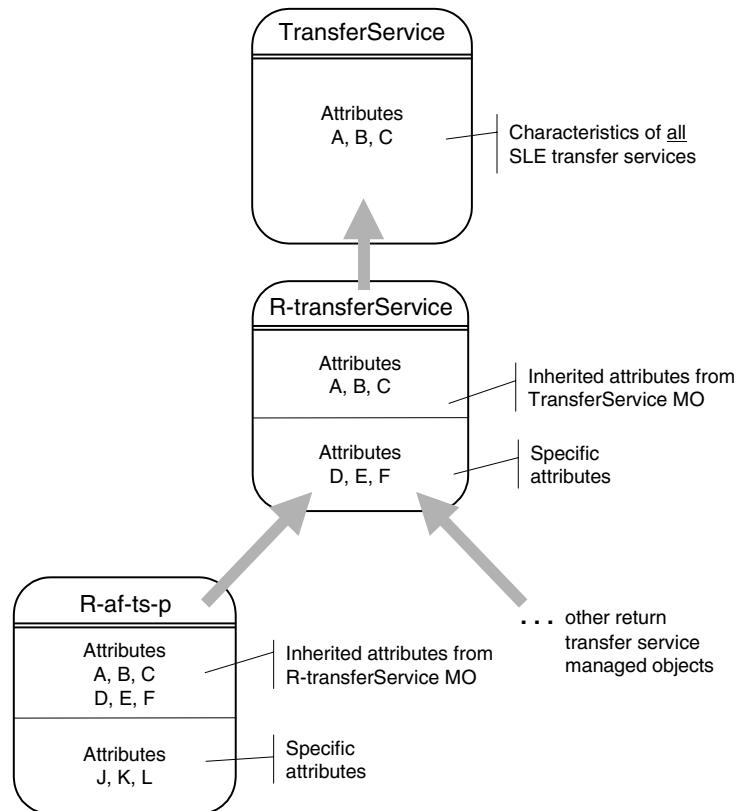 TransferService
Attributes
A, B, C
Characteristics of all
SLE transfer services
R-transferService
Attributes
A, B, C
Inherited attributes from
TransferService MO
Attributes
D, E, F
Specific
attributes
R-af-ts-p
Attributes
A, B, C
D, E, F
Inherited attributes from
R-transferService MO
. . . other return
transfer service
managed objects
Attributes
J, K, L
Specific
attributes